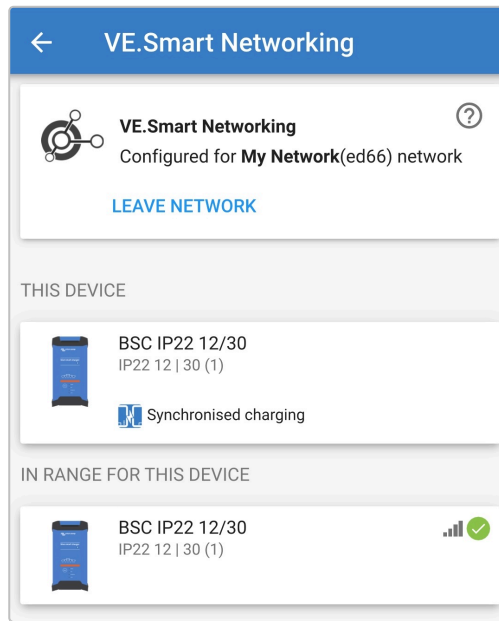 VE.Smart Networking
VE.Smart Networking
Configured for My Network(ed66) network
LEAVE NETWORK
THIS DEVICE
BSC IP22 12/30
IP22 12 | 30 (1)
Synchronised charging
IN RANGE FOR THIS DEVICE
BSC IP22 12/30
IP22 12 | 30 (1)